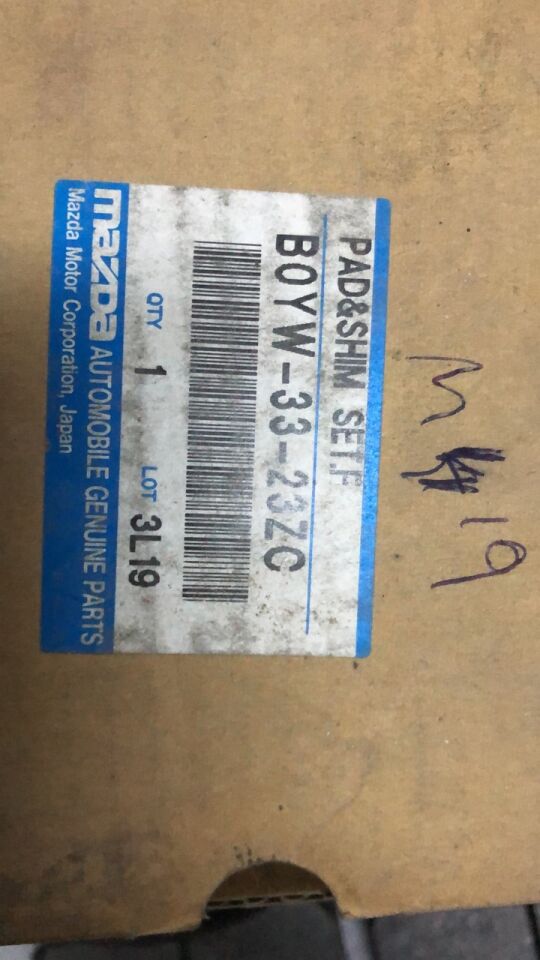 PAD&SHIM SET.F
B0YW-33-23ZC
QTY 1 LOT 3L19
mazda AUTOMOBILE GENUINE PARTS
Mazda Motor Corporation, Japan
M
19